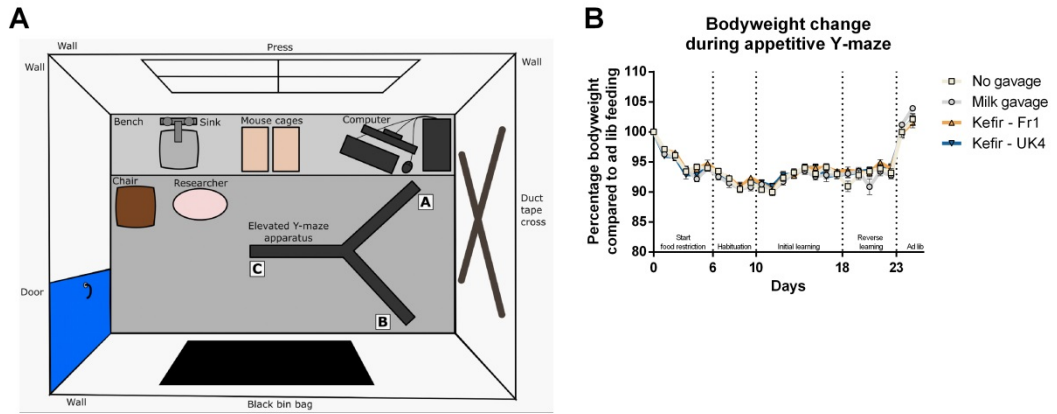 A
Wall
Press
Wall
Wall
Bench
Sink
Mouse cages
Computer
Chair
Researcher
A
Duct
tape
cross
Elevated Y-maze
apparatus
C
Door
B
Wall
Black bin bag
B
Bodyweight change
during appetitive Y-maze
Percentage bodyweight
compared to ad lib feeding
110
105
100
95
90
85
80
Start
food restriction
Habituation
Initial learning
Reverse
learning
Ad lib
0
6
10
18
23
Days
No gavage
Milk gavage
Kefir - Fr1
Kefir - UK4